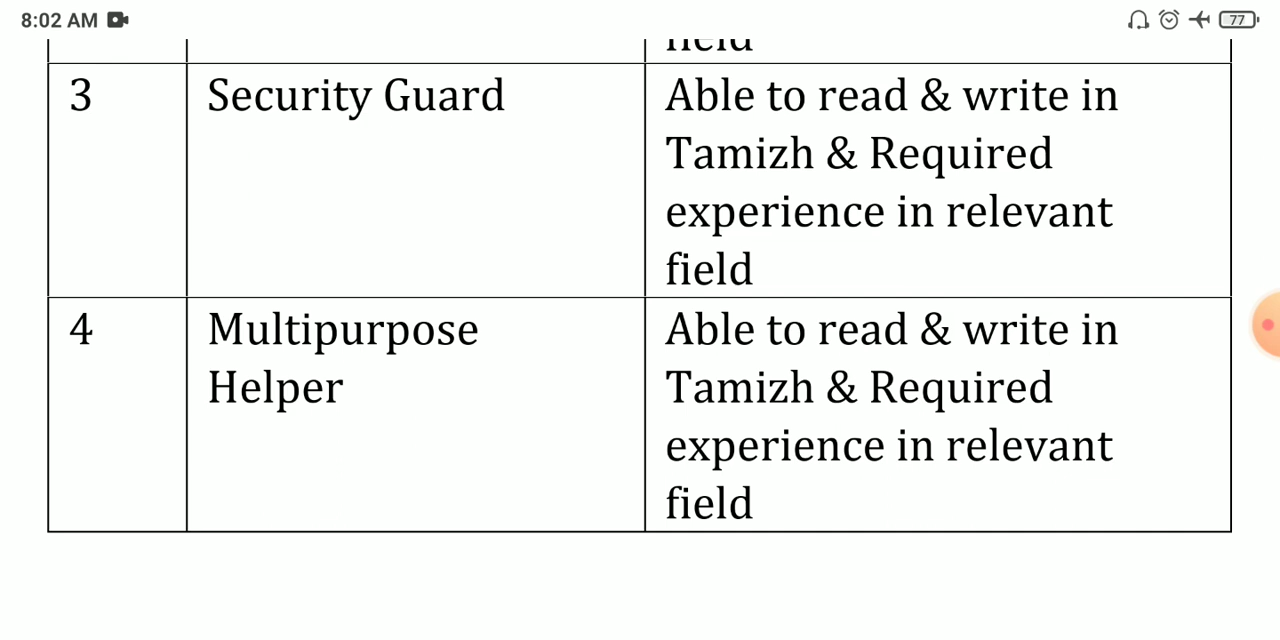 8:02 AM
77
field
3 Security Guard Able to read & write in
Tamizh & Required
experience in relevant
field
4 Multipurpose Able to read & write in
Helper Tamizh & Required
experience in relevant
field